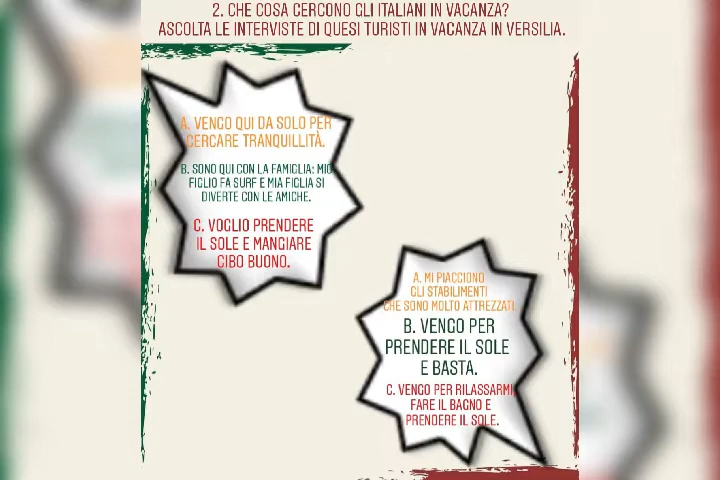 2. CHE COSA CERCONO GLI ITALIANI IN VACANZA?
ASCOLTA LE INTERVISTE DI QUESI TURISTI IN VACANZA IN VERSILIA.
A. VENGO QUI DA SOLO PER
CERCARE TRANQUILLITÀ.
B. SONO QUI CON LA FAMIGLIA: MIO
FIGLIO FA SURF E MIA FIGLIA SI
DIVERTE CON LE AMICHE.
C. VOGLIO PRENDERE
IL SOLE E MANGIARE
CIBO BUONO.
A. MI PIACCIONO
GLI STABILIMENTI
CHE SONO MOLTO ATTREZZATI.
B. VENGO PER
PRENDERE IL SOLE
E BASTA.
C. VENGO PER RILASSARMI,
FARE IL BAGNO E
PRENDERE IL SOLE.